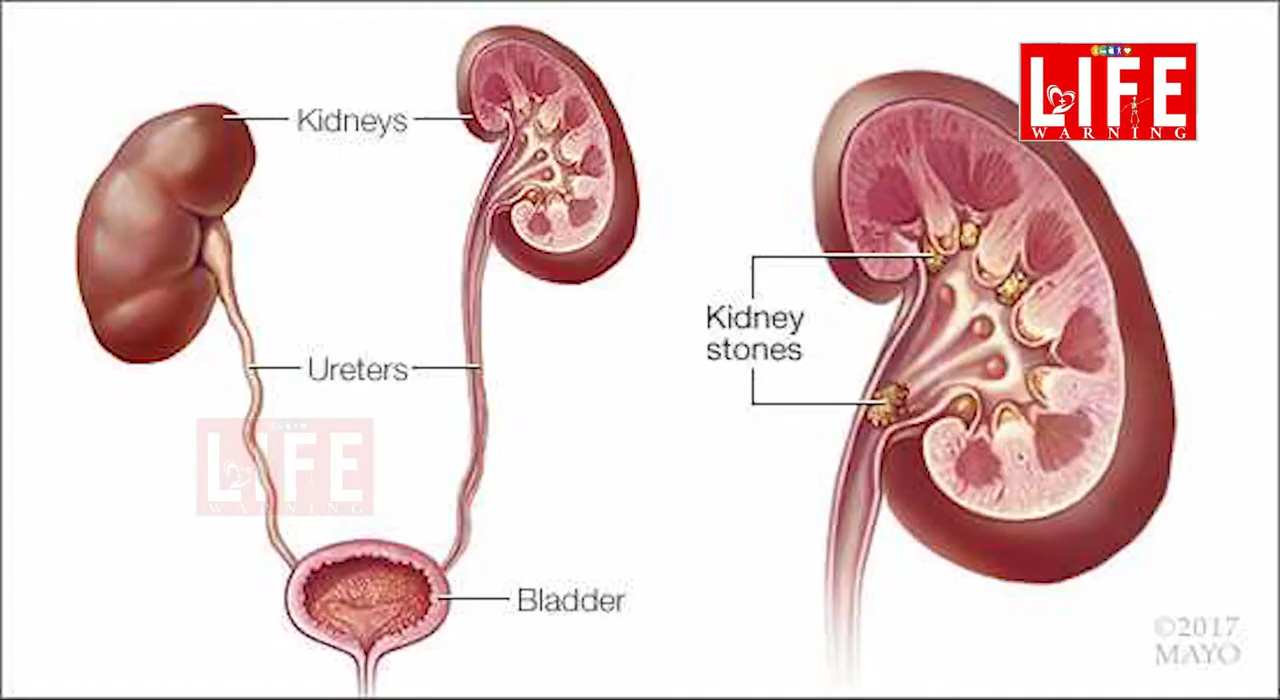 LIFE
WARNING
Kidneys
Kidney
stones
Ureters
LIFE
WARNING
Bladder
©2017
MAYO